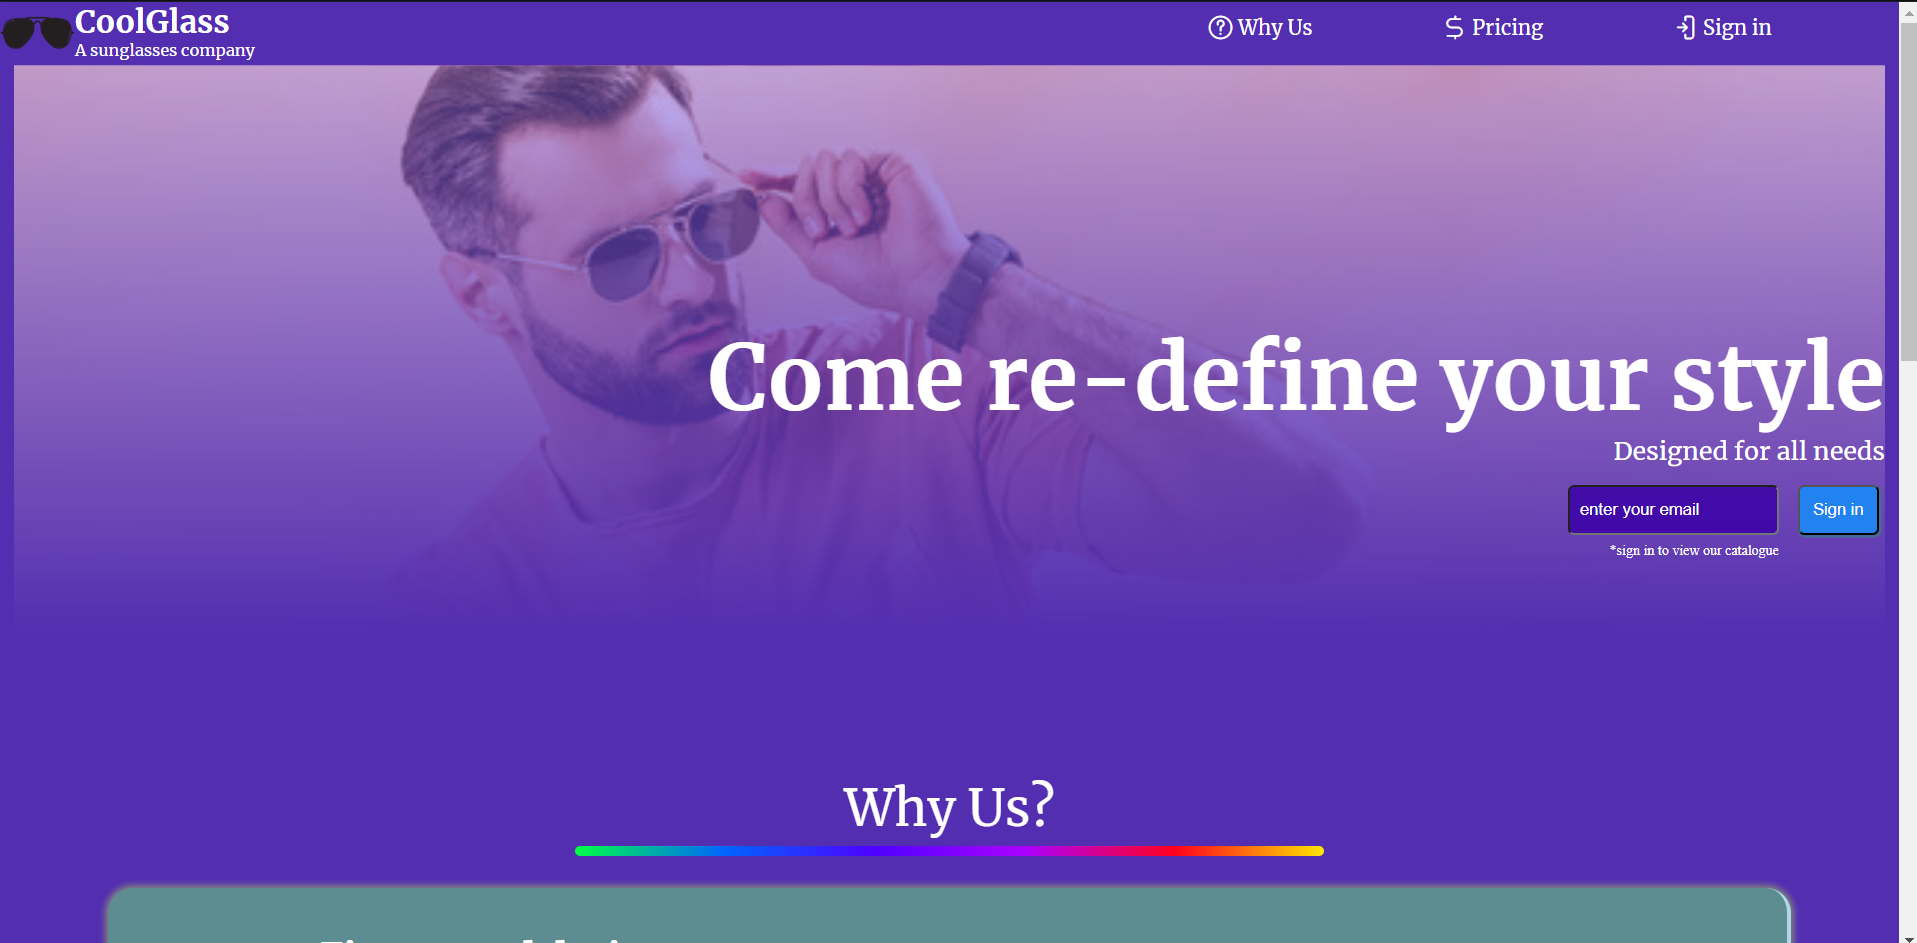 CoolGlass
A sunglasses company
Why Us
Pricing
Sign in
Come re-define your style
Designed for all needs
enter your email
Sign in
*sign in to view our catalogue
Why Us?